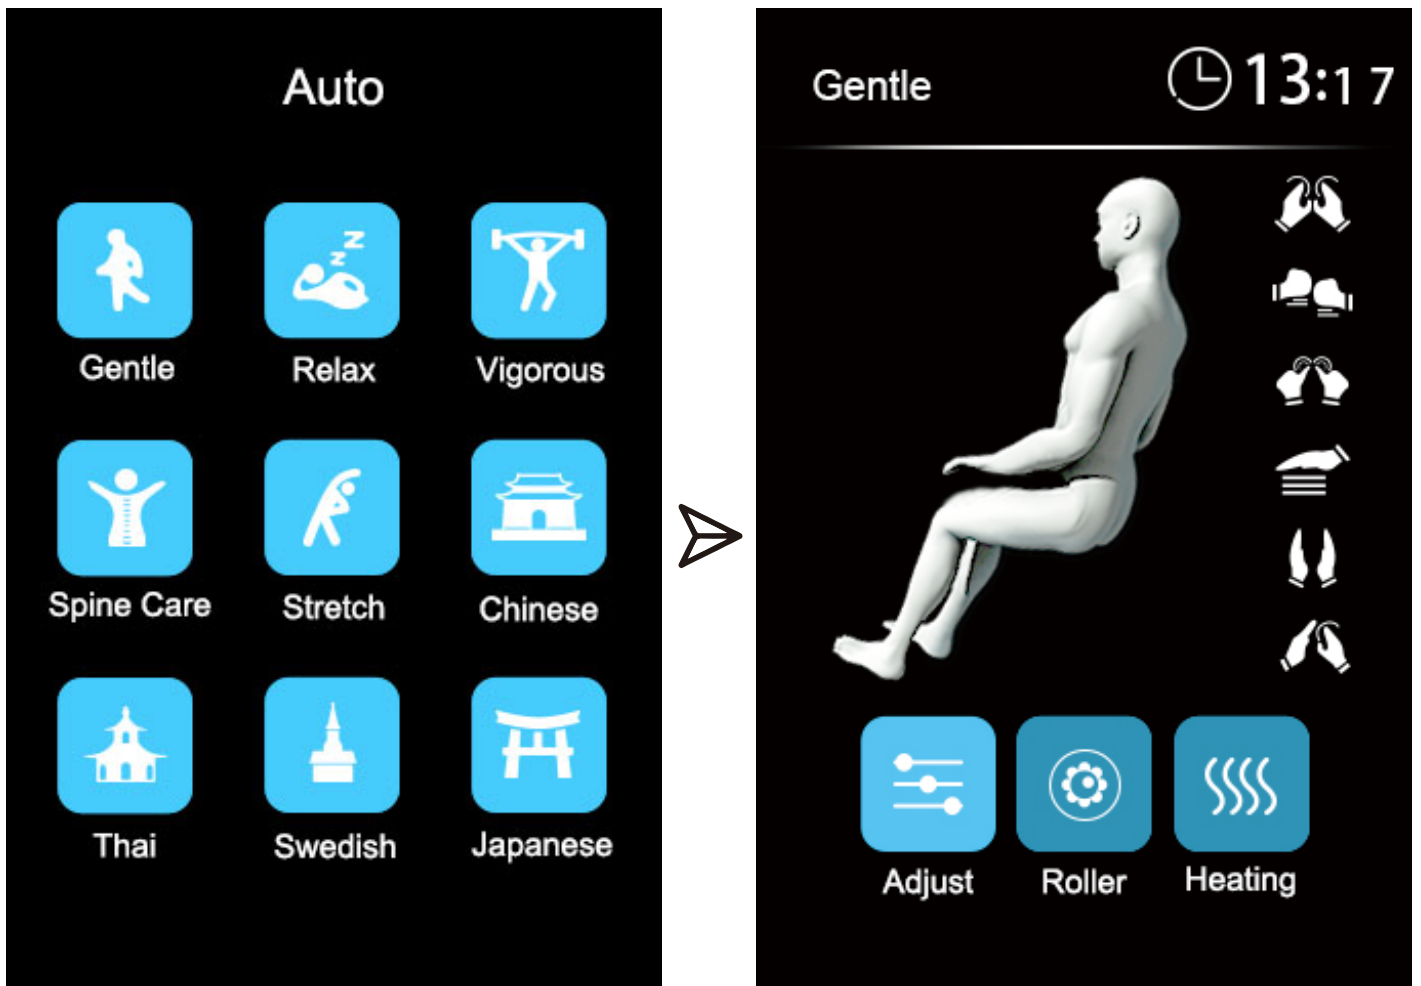 Auto
Gentle
Relax
Vigorous
Spine Care
Stretch
Chinese
Thai
Swedish
Japanese
Gentle
13:17
Adjust
Roller
Heating